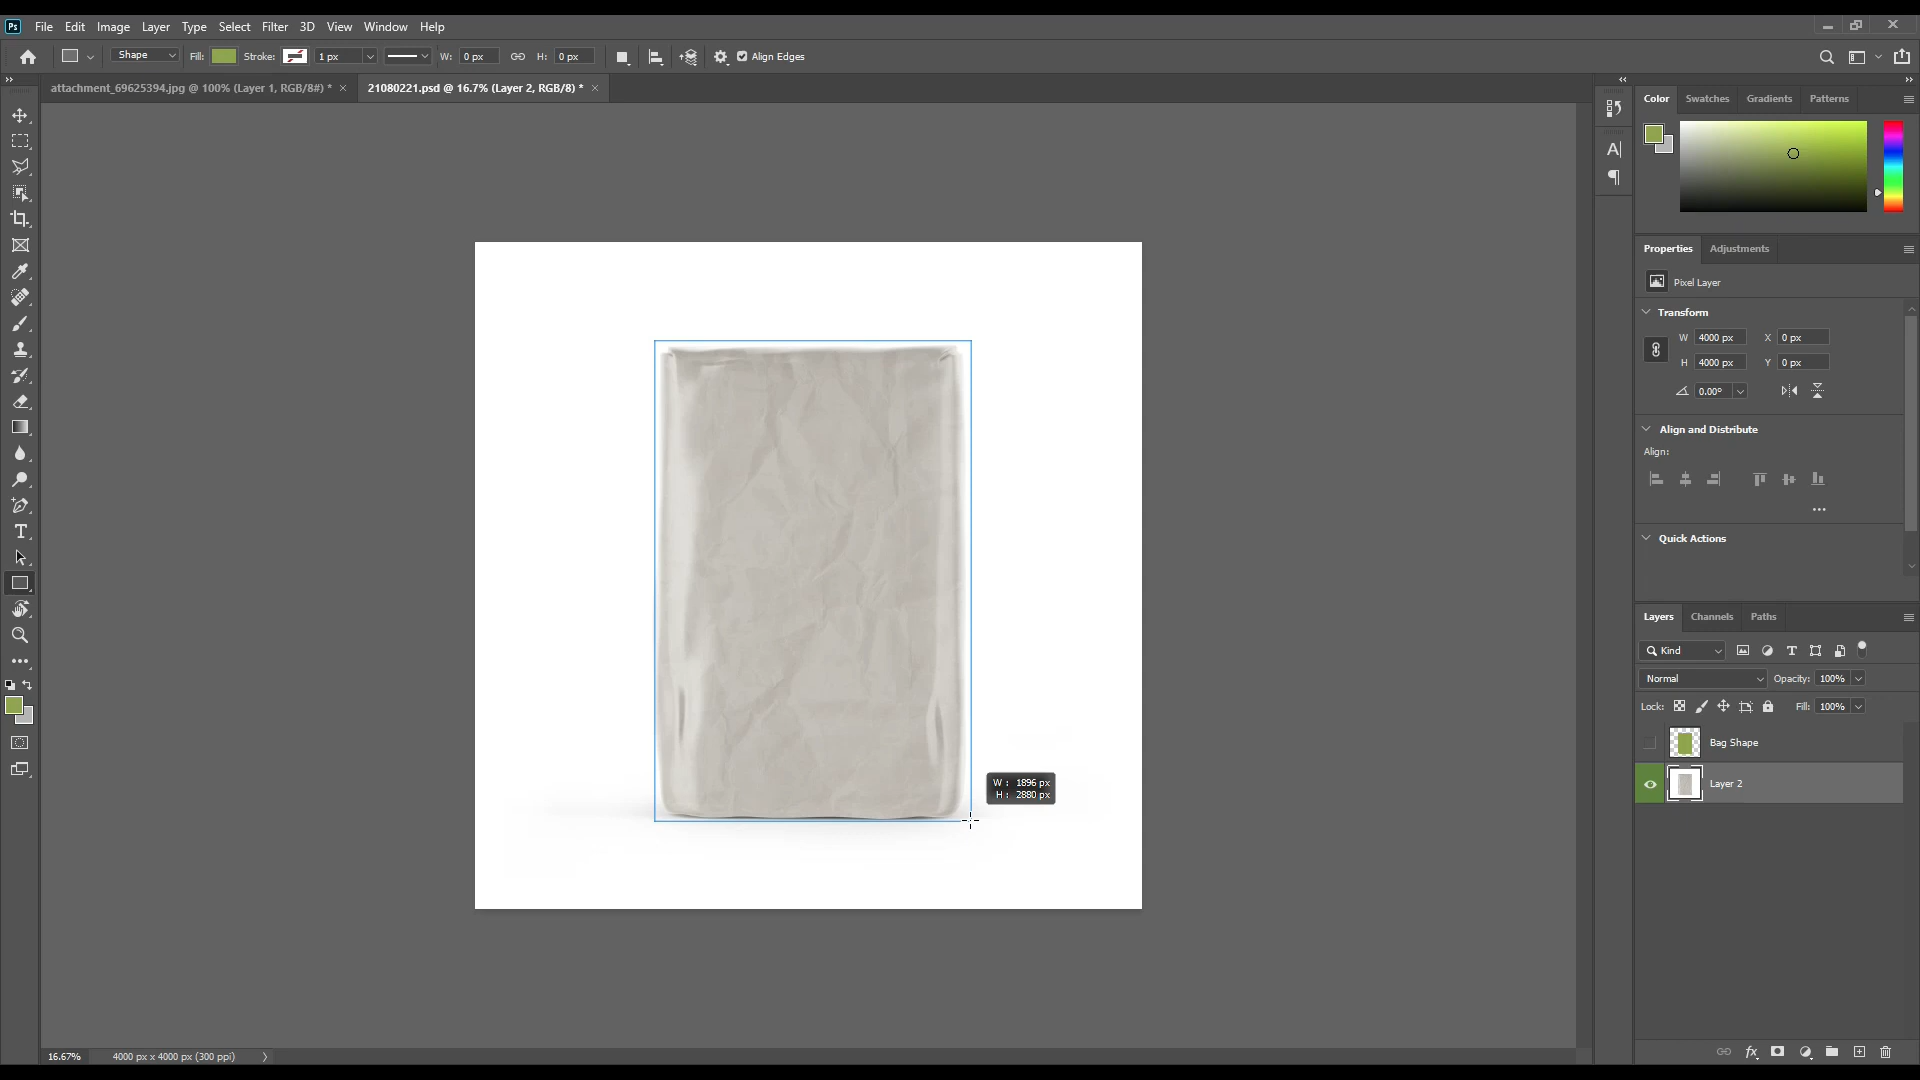 Ps File Edit Image Layer Type Select Filter 3D View Window Help
Shape Fill: Stroke: 1 px W: 0 px H: 0 px Align Edges
attachment_69625394.jpg @ 100% (Layer 1, RGB/8#) * × 21080221.psd @ 16.7% (Layer 2, RGB/8) * ×
Color Swatches Gradients Patterns
Properties Adjustments
Pixel Layer
Transform
W 4000 px X 0 px
H 4000 px Y 0 px
0.00°
Align and Distribute
Align:
Quick Actions
Layers Channels Paths
Kind
Normal Opacity: 100%
Lock: Fill: 100%
Bag Shape
Layer 2
W : 1896 px
H : 2880 px
16.67% 4000 px x 4000 px (300 ppi)